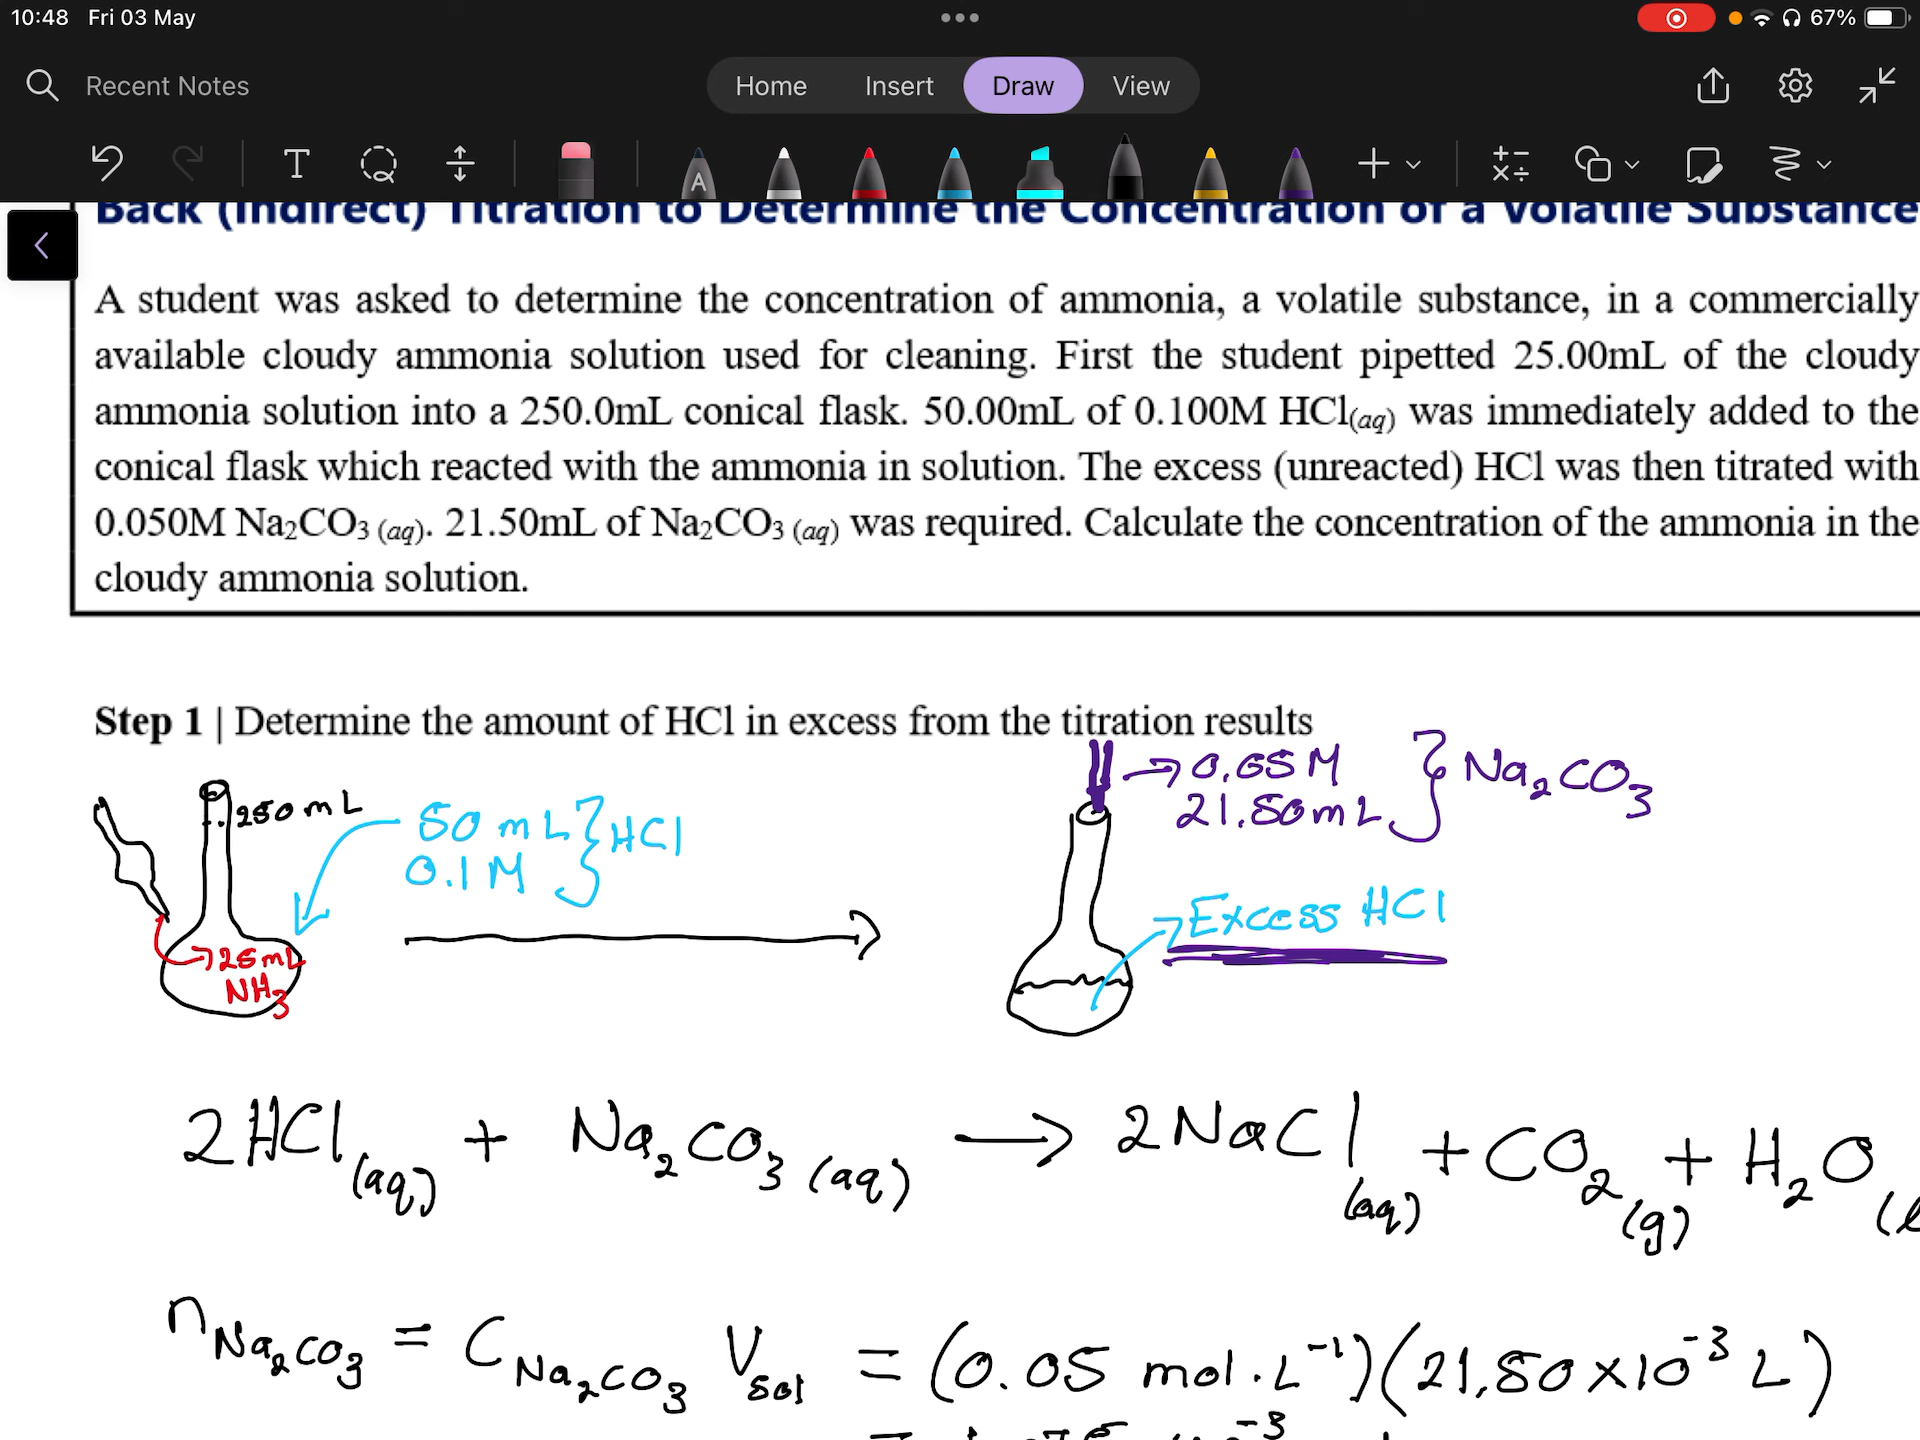 10:48 Fri 03 May 67%
Recent Notes Home Insert Draw View
T A
Back (Indirect) Titration to Determine the Concentration of a Volatile Substance
A student was asked to determine the concentration of ammonia, a volatile substance, in a commercially
available cloudy ammonia solution used for cleaning. First the student pipetted 25.00mL of the cloudy
ammonia solution into a 250.0mL conical flask. 50.00mL of 0.100M HCl(aq) was immediately added to the
conical flask which reacted with the ammonia in solution. The excess (unreacted) HCl was then titrated with
0.050M Na₂CO₃ (aq). 21.50mL of Na₂CO₃ (aq) was required. Calculate the concentration of the ammonia in the
cloudy ammonia solution.
Step 1 | Determine the amount of HCl in excess from the titration results
250 mL
50 mL } HCl
0.1 M
25 mL
NH₃
→ 0.05 M } Na₂CO₃
21.50 mL
→ Excess HCl
2HCl(aq) + Na₂CO₃ (aq) → 2NaCl(aq) + CO₂(g) + H₂O(l
nNa₂CO₃ = CNa₂CO₃ Vsol = (0.05 mol.L⁻¹)(21,50 ×10⁻³ L)